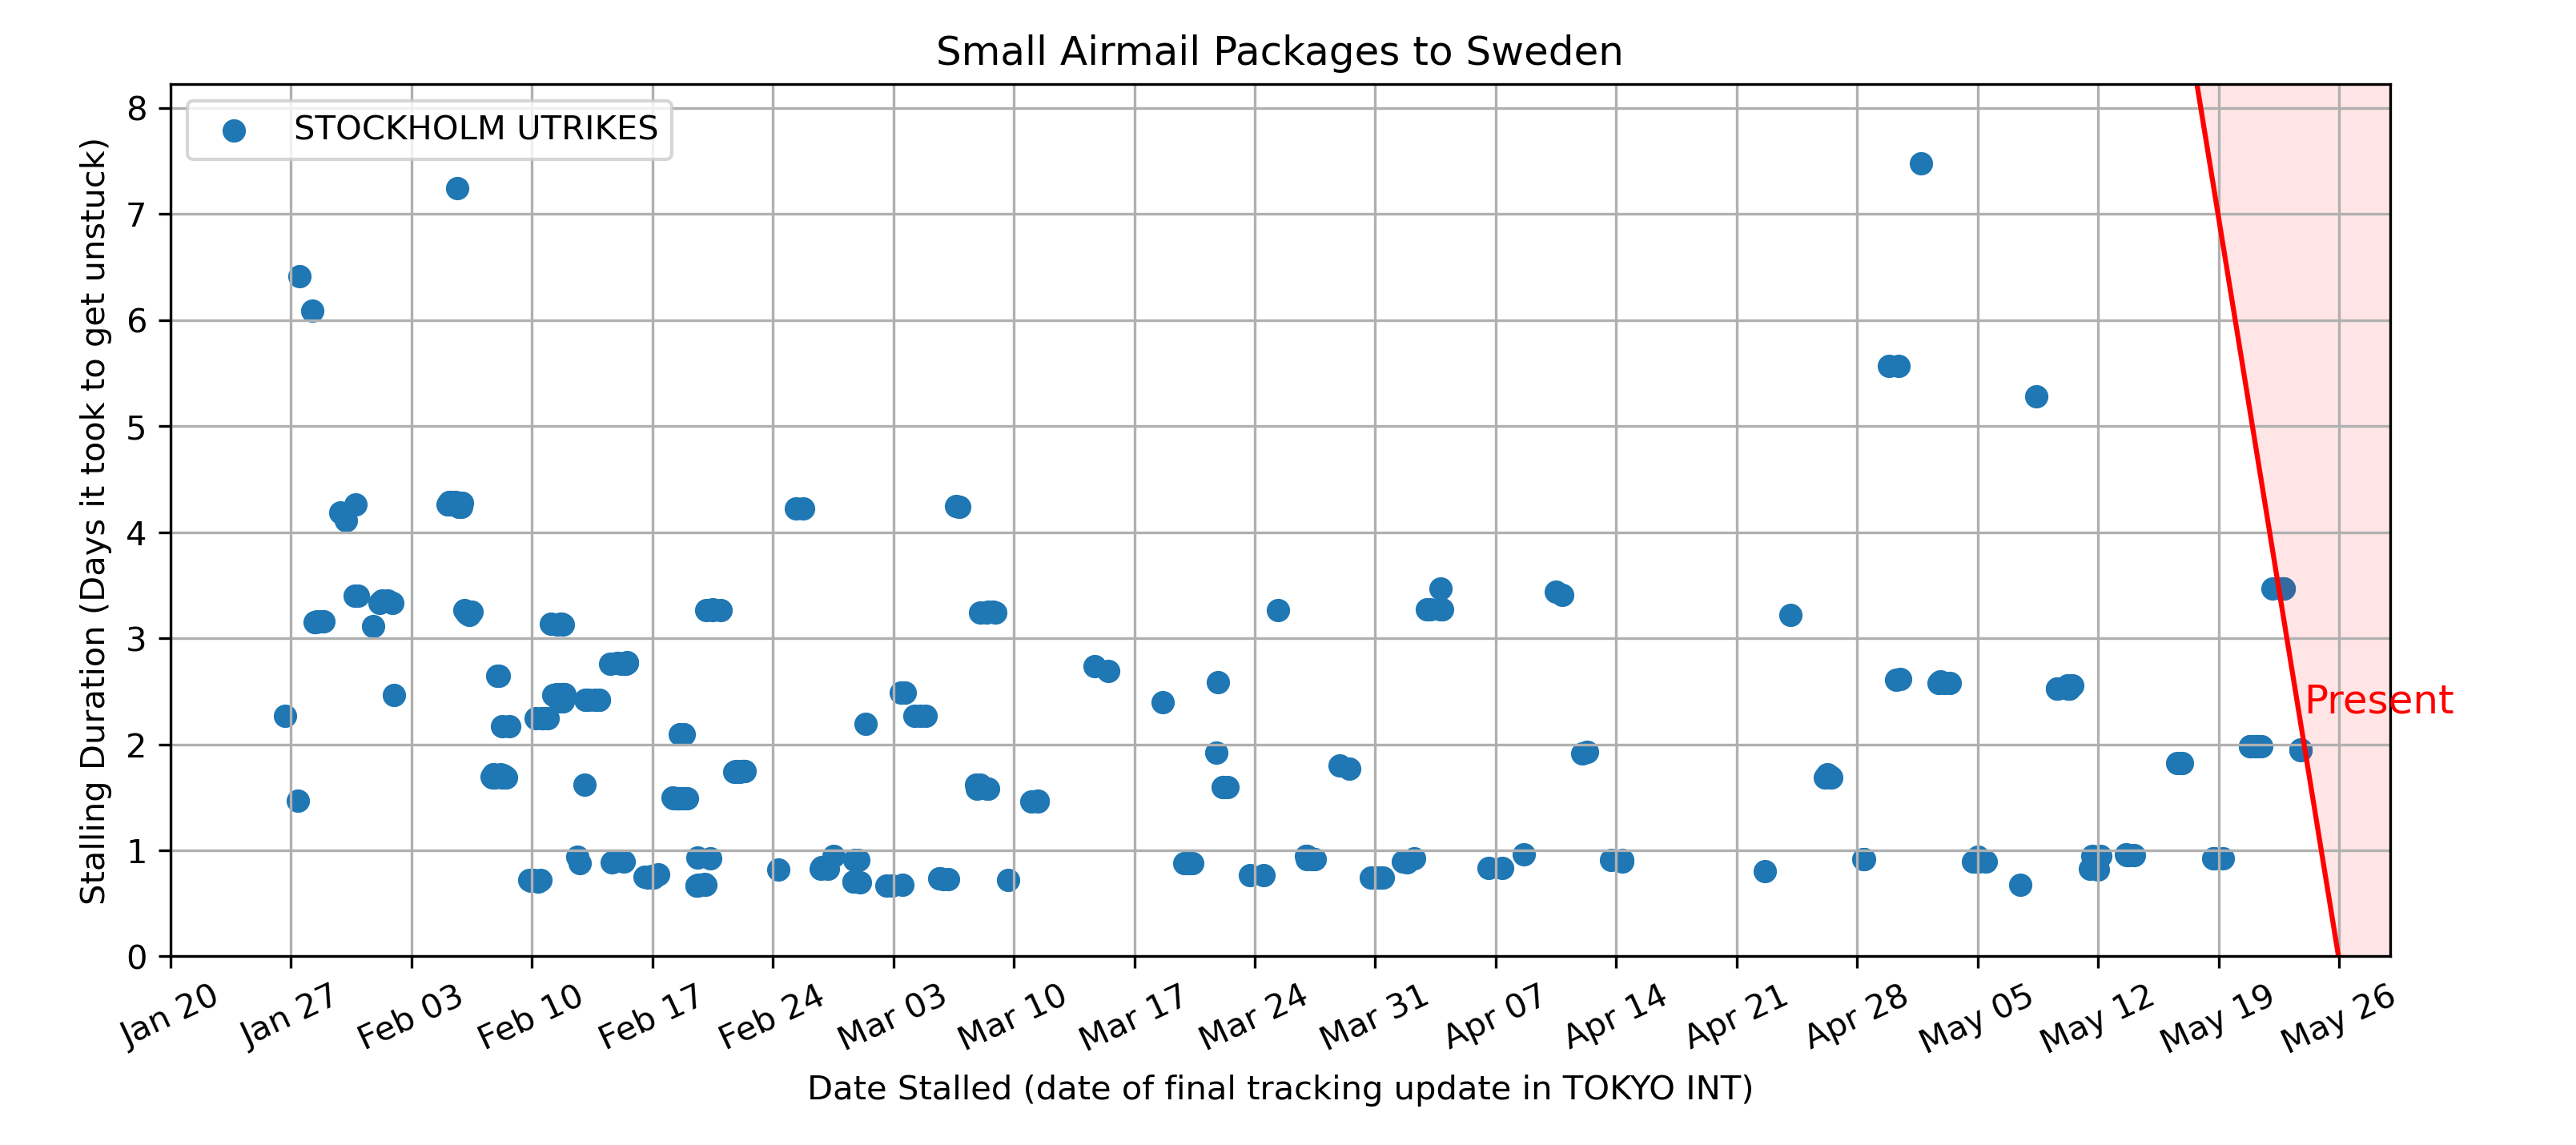 Small Airmail Packages to Sweden
STOCKHOLM UTRIKES
Stalling Duration (Days it took to get unstuck)
8
7
6
5
4
3
2
1
0
Present
Jan 20 Jan 27 Feb 03 Feb 10 Feb 17 Feb 24 Mar 03 Mar 10 Mar 17 Mar 24 Mar 31 Apr 07 Apr 14 Apr 21 Apr 28 May 05 May 12 May 19 May 26
Date Stalled (date of final tracking update in TOKYO INT)